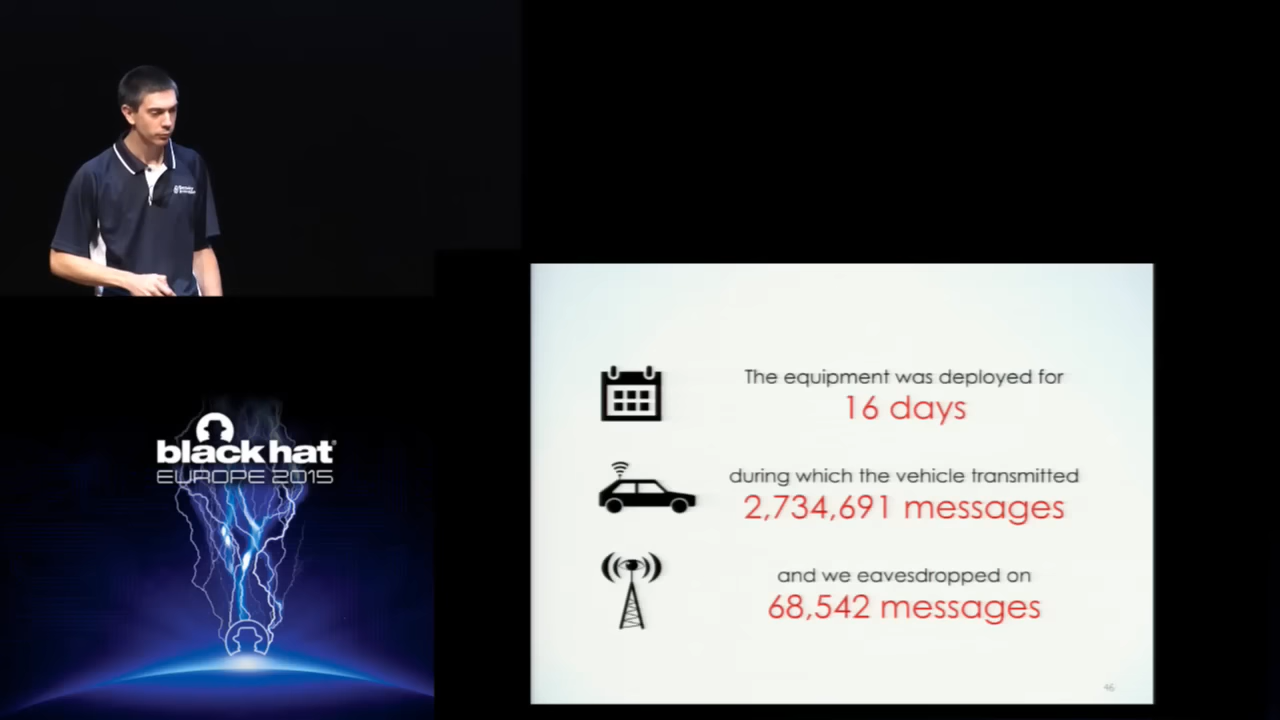 black hat
EUROPE 2015
The equipment was deployed for
16 days
during which the vehicle transmitted
2,734,691 messages
and we eavesdropped on
68,542 messages
46